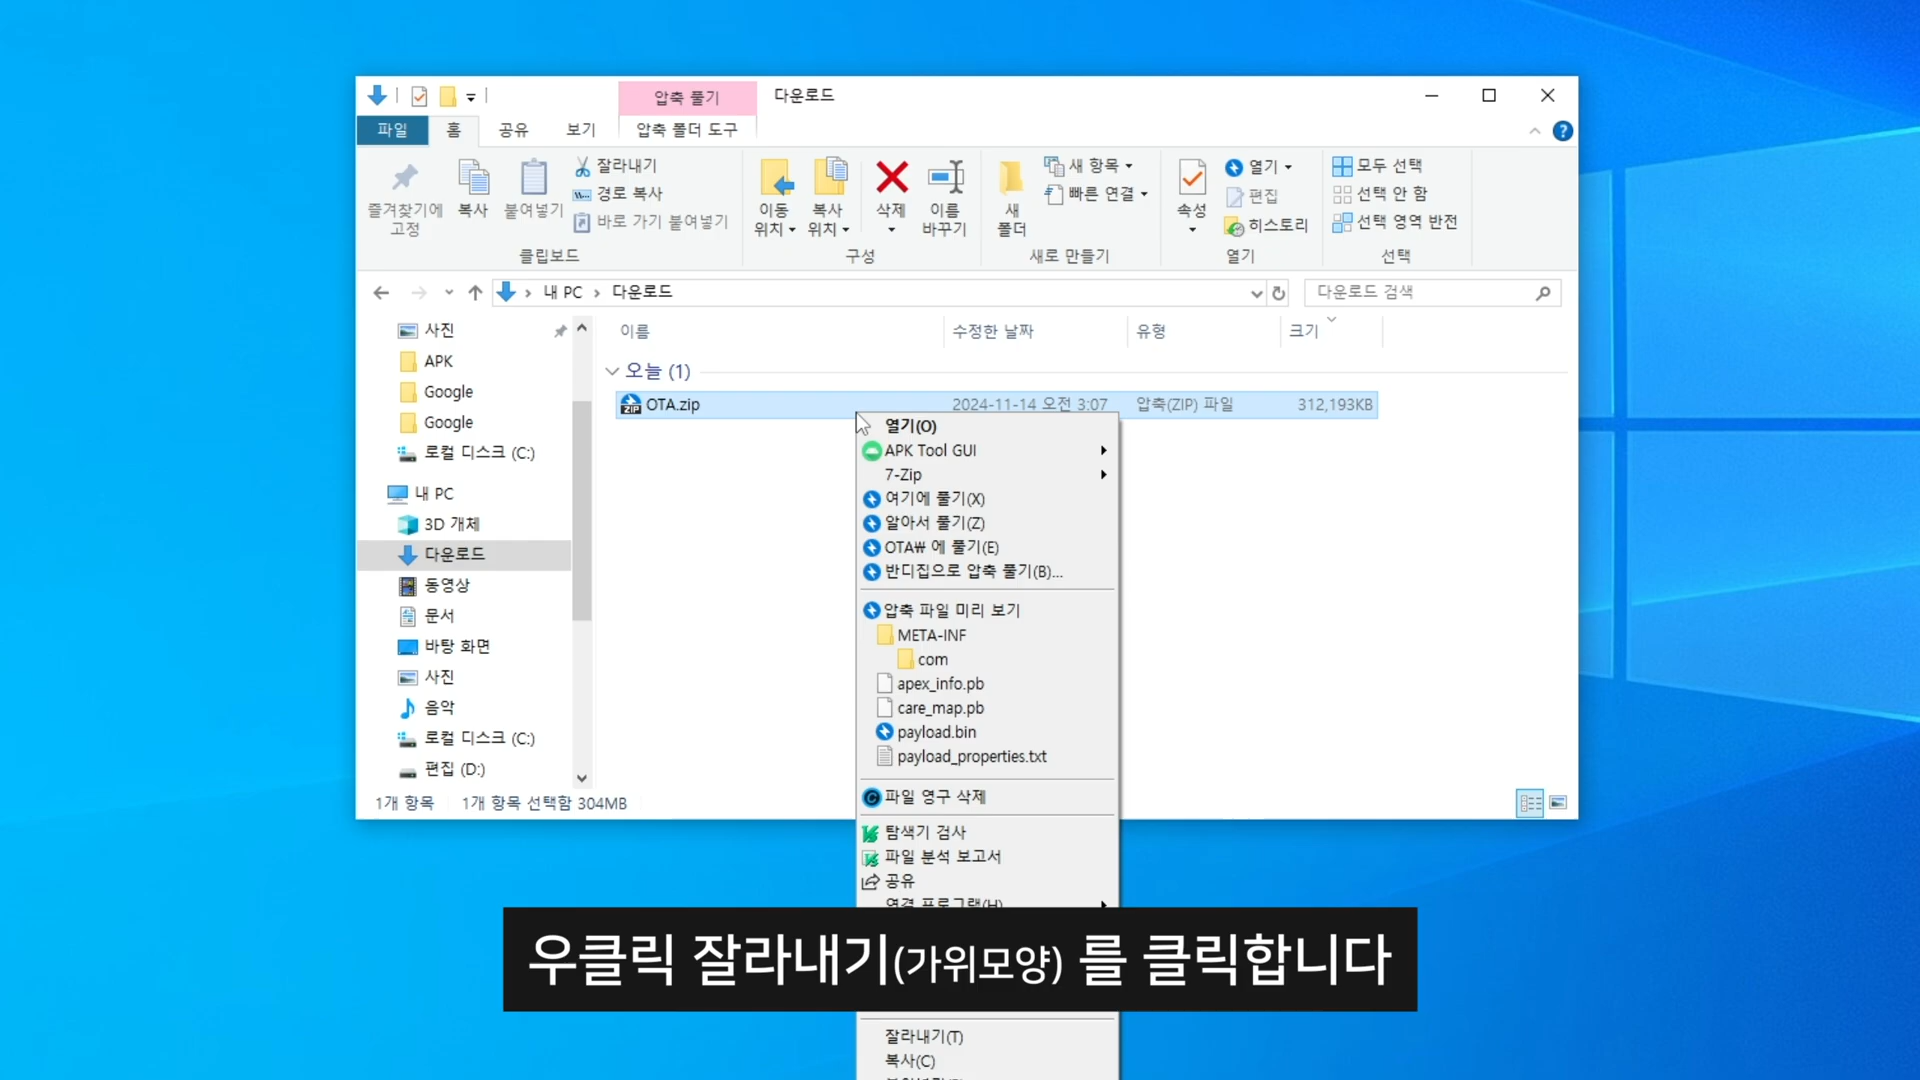 압축 풀기
다운로드
파일
홈
공유
보기
압축 폴더 도구
즐겨찾기에
고정
복사
붙여넣기
잘라내기
경로 복사
바로 가기 붙여넣기
클립보드
이동
위치
복사
위치
삭제
이름
바꾸기
구성
새
폴더
새 항목
빠른 연결
새로 만들기
속성
열기
편집
히스토리
열기
모두 선택
선택 안 함
선택 영역 반전
선택
내 PC
다운로드
다운로드 검색
사진
APK
Google
Google
로컬 디스크 (C:)
내 PC
3D 개체
다운로드
동영상
문서
바탕 화면
사진
음악
로컬 디스크 (C:)
편집 (D:)
이름
수정한 날짜
유형
크기
오늘 (1)
OTA.zip
2024-11-14 오전 3:07
압축(ZIP) 파일
312,193KB
열기(O)
APK Tool GUI
7-Zip
여기에 풀기(X)
알아서 풀기(Z)
OTA₩ 에 풀기(E)
반디집으로 압축 풀기(B)...
압축 파일 미리 보기
META-INF
com
apex_info.pb
care_map.pb
payload.bin
payload_properties.txt
파일 영구 삭제
탐색기 검사
파일 분석 보고서
공유
연결 프로그램(H)
1개 항목
1개 항목 선택함 304MB
우클릭 잘라내기(가위모양) 를 클릭합니다
잘라내기(T)
복사(C)